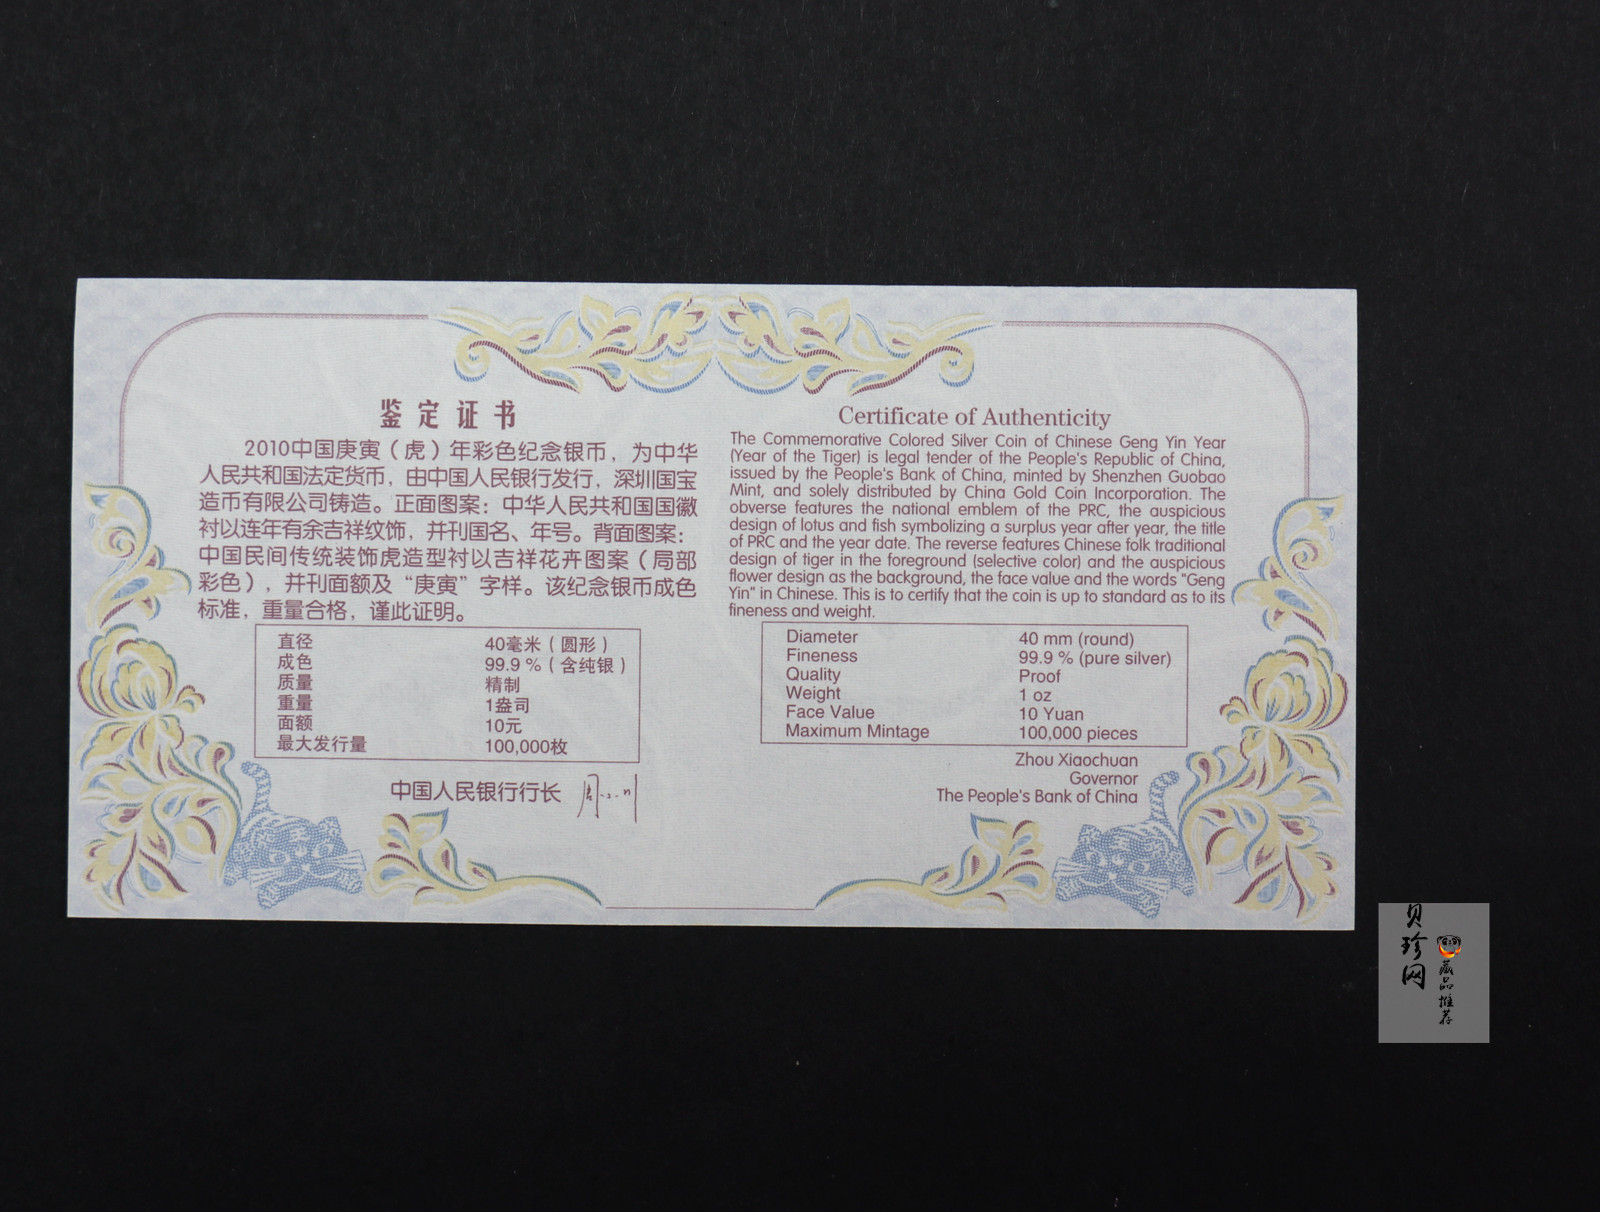 鉴定证书
2010中国庚寅（虎）年彩色纪念银币，为中华
人民共和国法定货币，由中国人民银行发行，深圳国宝
造币有限公司铸造。正面图案：中华人民共和国国徽
衬以连年有余吉祥纹饰，并刊国名、年号。背面图案：
中国民间传统装饰虎造型衬以吉祥花卉图案（局部
彩色），并刊面额及“庚寅”字样。该纪念银币成色
标准，重量合格，谨此证明。
直径 40毫米（圆形）
成色 99.9 %（含纯银）
质量 精制
重量 1盎司
面额 10元
最大发行量 100,000枚
中国人民银行行长
Certificate of Authenticity
The Commemorative Colored Silver Coin of Chinese Geng Yin Year
(Year of the Tiger) is legal tender of the People's Republic of China,
issued by the People's Bank of China, minted by Shenzhen Guobao
Mint, and solely distributed by China Gold Coin Incorporation. The
obverse features the national emblem of the PRC, the auspicious
design of lotus and fish symbolizing a surplus year after year, the title
of PRC and the year date. The reverse features Chinese folk traditional
design of tiger in the foreground (selective color) and the auspicious
flower design as the background, the face value and the words "Geng
Yin" in Chinese. This is to certify that the coin is up to standard as to its
fineness and weight.
Diameter 40 mm (round)
Fineness 99.9 % (pure silver)
Quality Proof
Weight 1 oz
Face Value 10 Yuan
Maximum Mintage 100,000 pieces
Zhou Xiaochuan
Governor
The People's Bank of China
贝珍网
藏品推荐